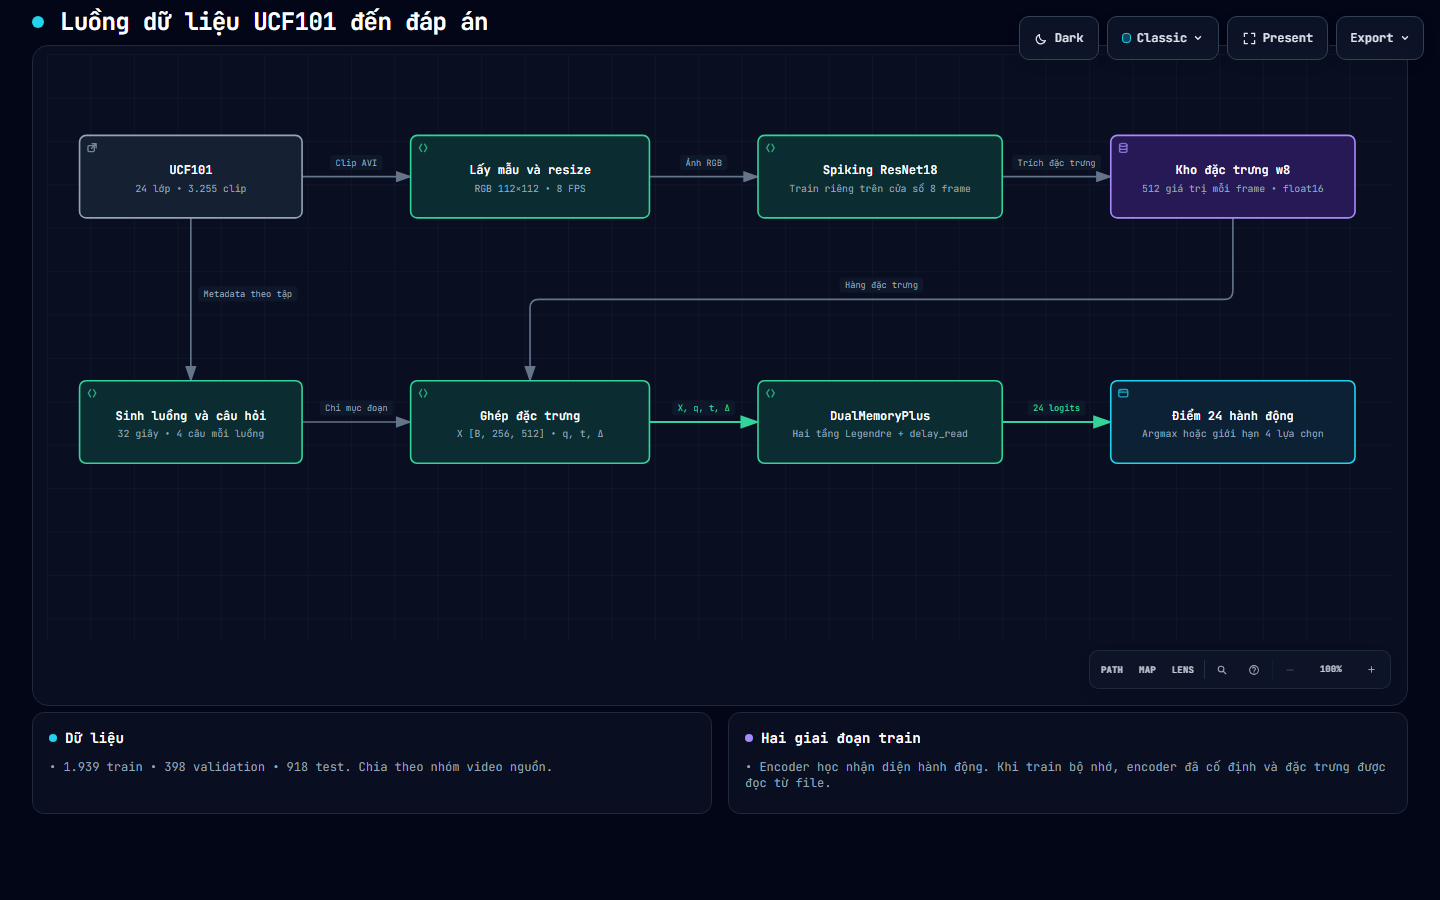 Luồng dữ liệu UCF101 đến đáp án
Dark
Classic
Present
Export
UCF101
24 lớp • 3.255 clip
Clip AVI
Lấy mẫu và resize
RGB 112×112 • 8 FPS
Ảnh RGB
Spiking ResNet18
Train riêng trên cửa sổ 8 frame
Trích đặc trưng
Kho đặc trưng w8
512 giá trị mỗi frame • float16
Metadata theo tập
Hàng đặc trưng
Sinh luồng và câu hỏi
32 giây • 4 câu mỗi luồng
Chỉ mục đoạn
Ghép đặc trưng
X [B, 256, 512] • q, t, Δ
X, q, t, Δ
DualMemoryPlus
Hai tầng Legendre + delay_read
24 logits
Điểm 24 hành động
Argmax hoặc giới hạn 4 lựa chọn
PATH
MAP
LENS
100%
Dữ liệu
• 1.939 train • 398 validation • 918 test. Chia theo nhóm video nguồn.
Hai giai đoạn train
• Encoder học nhận diện hành động. Khi train bộ nhớ, encoder đã cố định và đặc trưng được
đọc từ file.